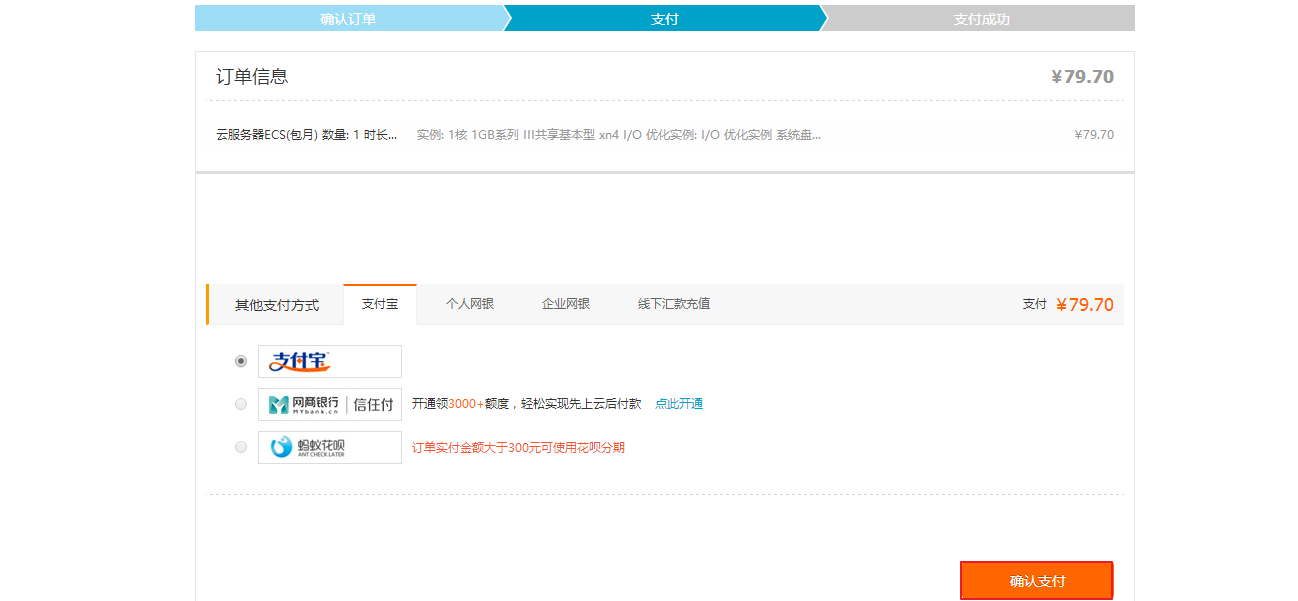 确认订单 支付 支付成功
订单信息 ¥79.70
云服务器ECS(包月) 数量: 1 时长... 实例: 1核 1GB系列 III共享基本型 xn4 I/O 优化实例: I/O 优化实例 系统盘... ¥79.70
其他支付方式 支付宝 个人网银 企业网银 线下汇款充值 支付 ¥79.70
支付宝
网商银行 MYbank.cn 信任付 开通领3000+额度，轻松实现先上云后付款 点此开通
蚂蚁花呗 ANT CHECK LATER 订单实付金额大于300元可使用花呗分期
确认支付